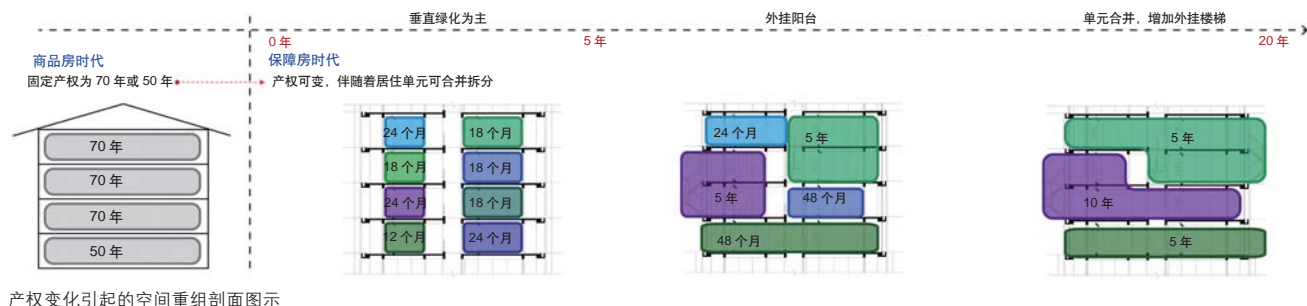 垂直绿化为主
外挂阳台
单元合并，增加外挂楼梯
0 年
5 年
20 年
商品房时代
固定产权为 70 年或 50 年
保障房时代
产权可变，伴随着居住单元可合并拆分
70 年
70 年
70 年
50 年
24 个月
18 个月
18 个月
18 个月
24 个月
18 个月
12 个月
24 个月
24 个月
5 年
5 年
48 个月
48 个月
5 年
10 年
5 年
产权变化引起的空间重组剖面图示